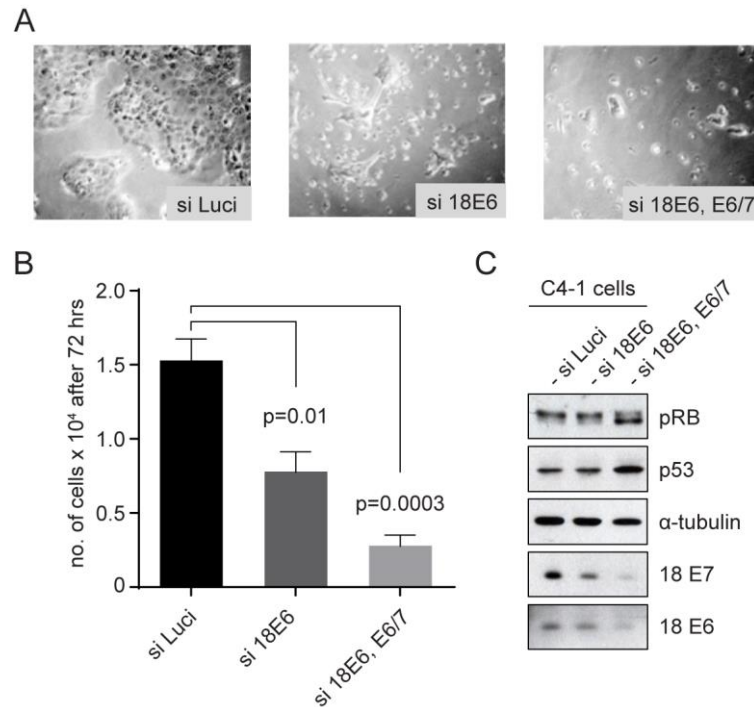 A
si Luci
si 18E6
si 18E6, E6/7
B
no. of cells x 10⁴ after 72 hrs
2.0
1.5
1.0
0.5
0
p=0.01
p=0.0003
si Luci
si 18E6
si 18E6, E6/7
C
C4-1 cells
- si Luci
- si 18E6
- si 18E6, E6/7
pRB
p53
α-tubulin
18 E7
18 E6